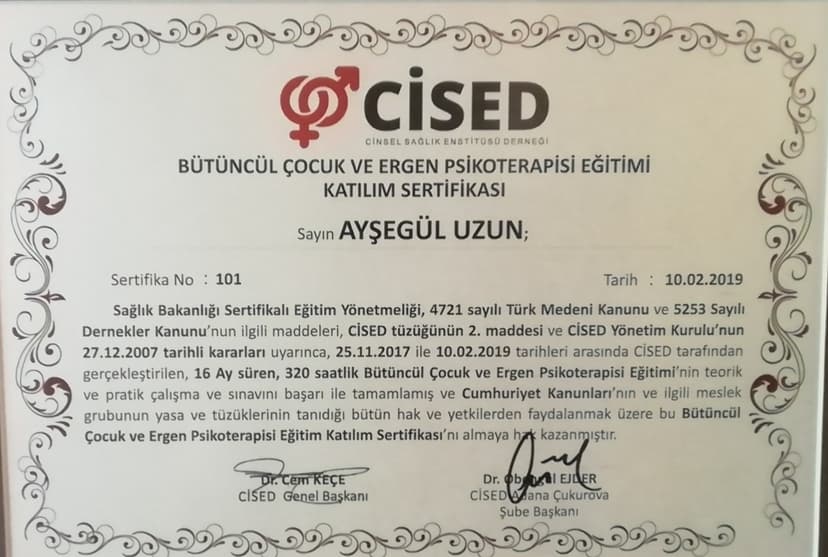 CİSED
CİNSEL SAĞLIK ENSTİTÜSÜ DERNEĞİ
BÜTÜNCÜL ÇOCUK VE ERGEN PSİKOTERAPİSİ EĞİTİMİ
KATILIM SERTİFİKASI
Sayın AYŞEGÜL UZUN;
Sertifika No : 101 Tarih : 10.02.2019
Sağlık Bakanlığı Sertifikalı Eğitim Yönetmeliği, 4721 sayılı Türk Medeni Kanunu ve 5253 Sayılı
Dernekler Kanunu'nun ilgili maddeleri, CİSED tüzüğünün 2. maddesi ve CİSED Yönetim Kurulu'nun
27.12.2007 tarihli kararları uyarınca, 25.11.2017 ile 10.02.2019 tarihleri arasında CİSED tarafından
gerçekleştirilen, 16 Ay süren, 320 saatlik Bütüncül Çocuk ve Ergen Psikoterapisi Eğitimi'nin teorik
ve pratik çalışma ve sınavını başarı ile tamamlamış ve Cumhuriyet Kanunları'nın ve ilgili meslek
grubunun yasa ve tüzüklerinin tanıdığı bütün hak ve yetkilerden faydalanmak üzere bu Bütüncül
Çocuk ve Ergen Psikoterapisi Eğitim Katılım Sertifikası'nı almaya hak kazanmıştır.
Dr. Cem KEÇE Dr. EJDER
CİSED Genel Başkanı CİSED Adana Çukurova
Şube Başkanı